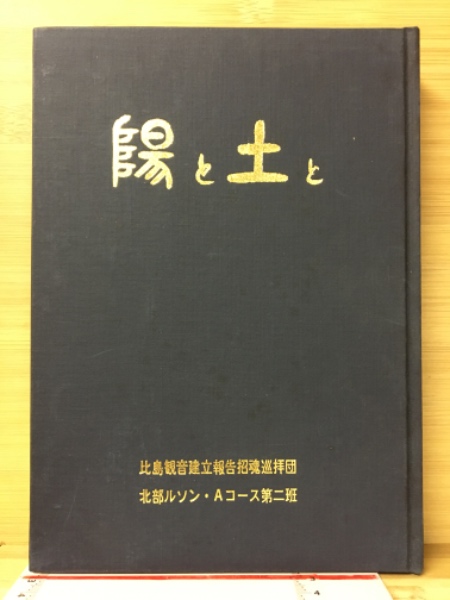 陽と土と
比島観音建立報告招魂巡拝団
北部ルソン・Aコース第二班